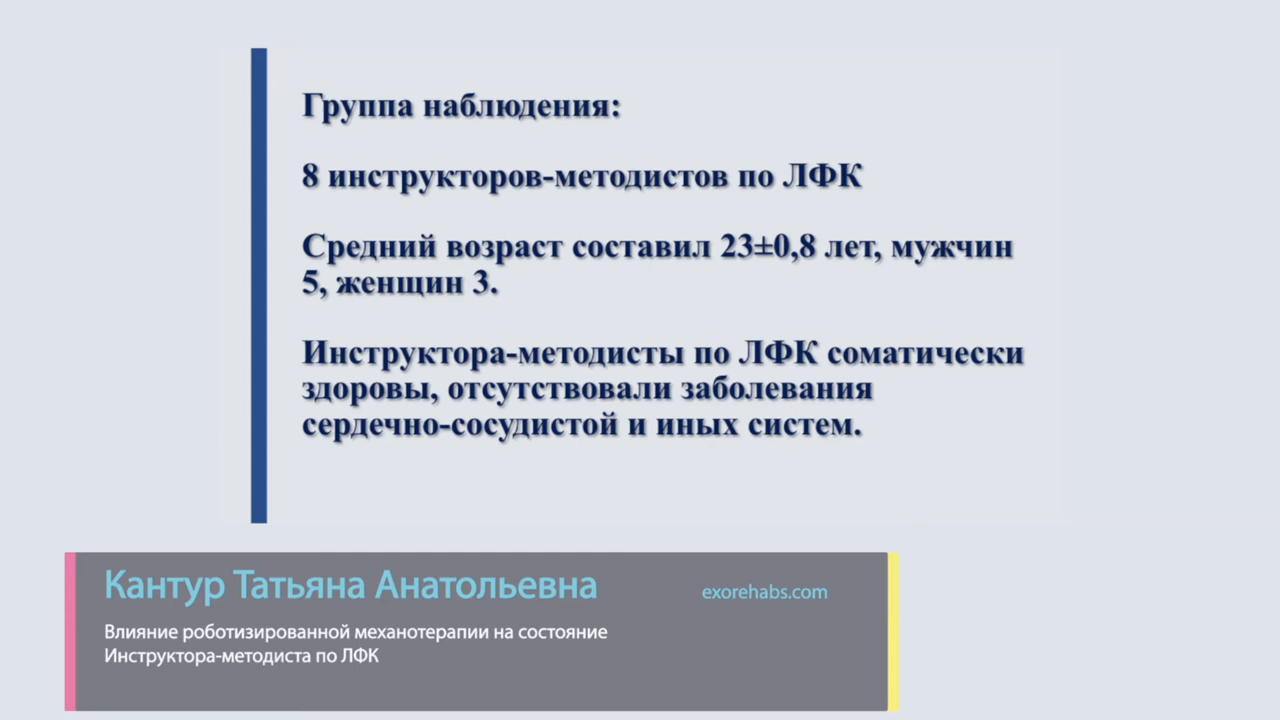 Группа наблюдения:
8 инструкторов-методистов по ЛФК
Средний возраст составил 23±0,8 лет, мужчин
5, женщин 3.
Инструктора-методисты по ЛФК соматически
здоровы, отсутствовали заболевания
сердечно-сосудистой и иных систем.
Кантур Татьяна Анатольевна
exorehabs.com
Влияние роботизированной механотерапии на состояние
Инструктора-методиста по ЛФК